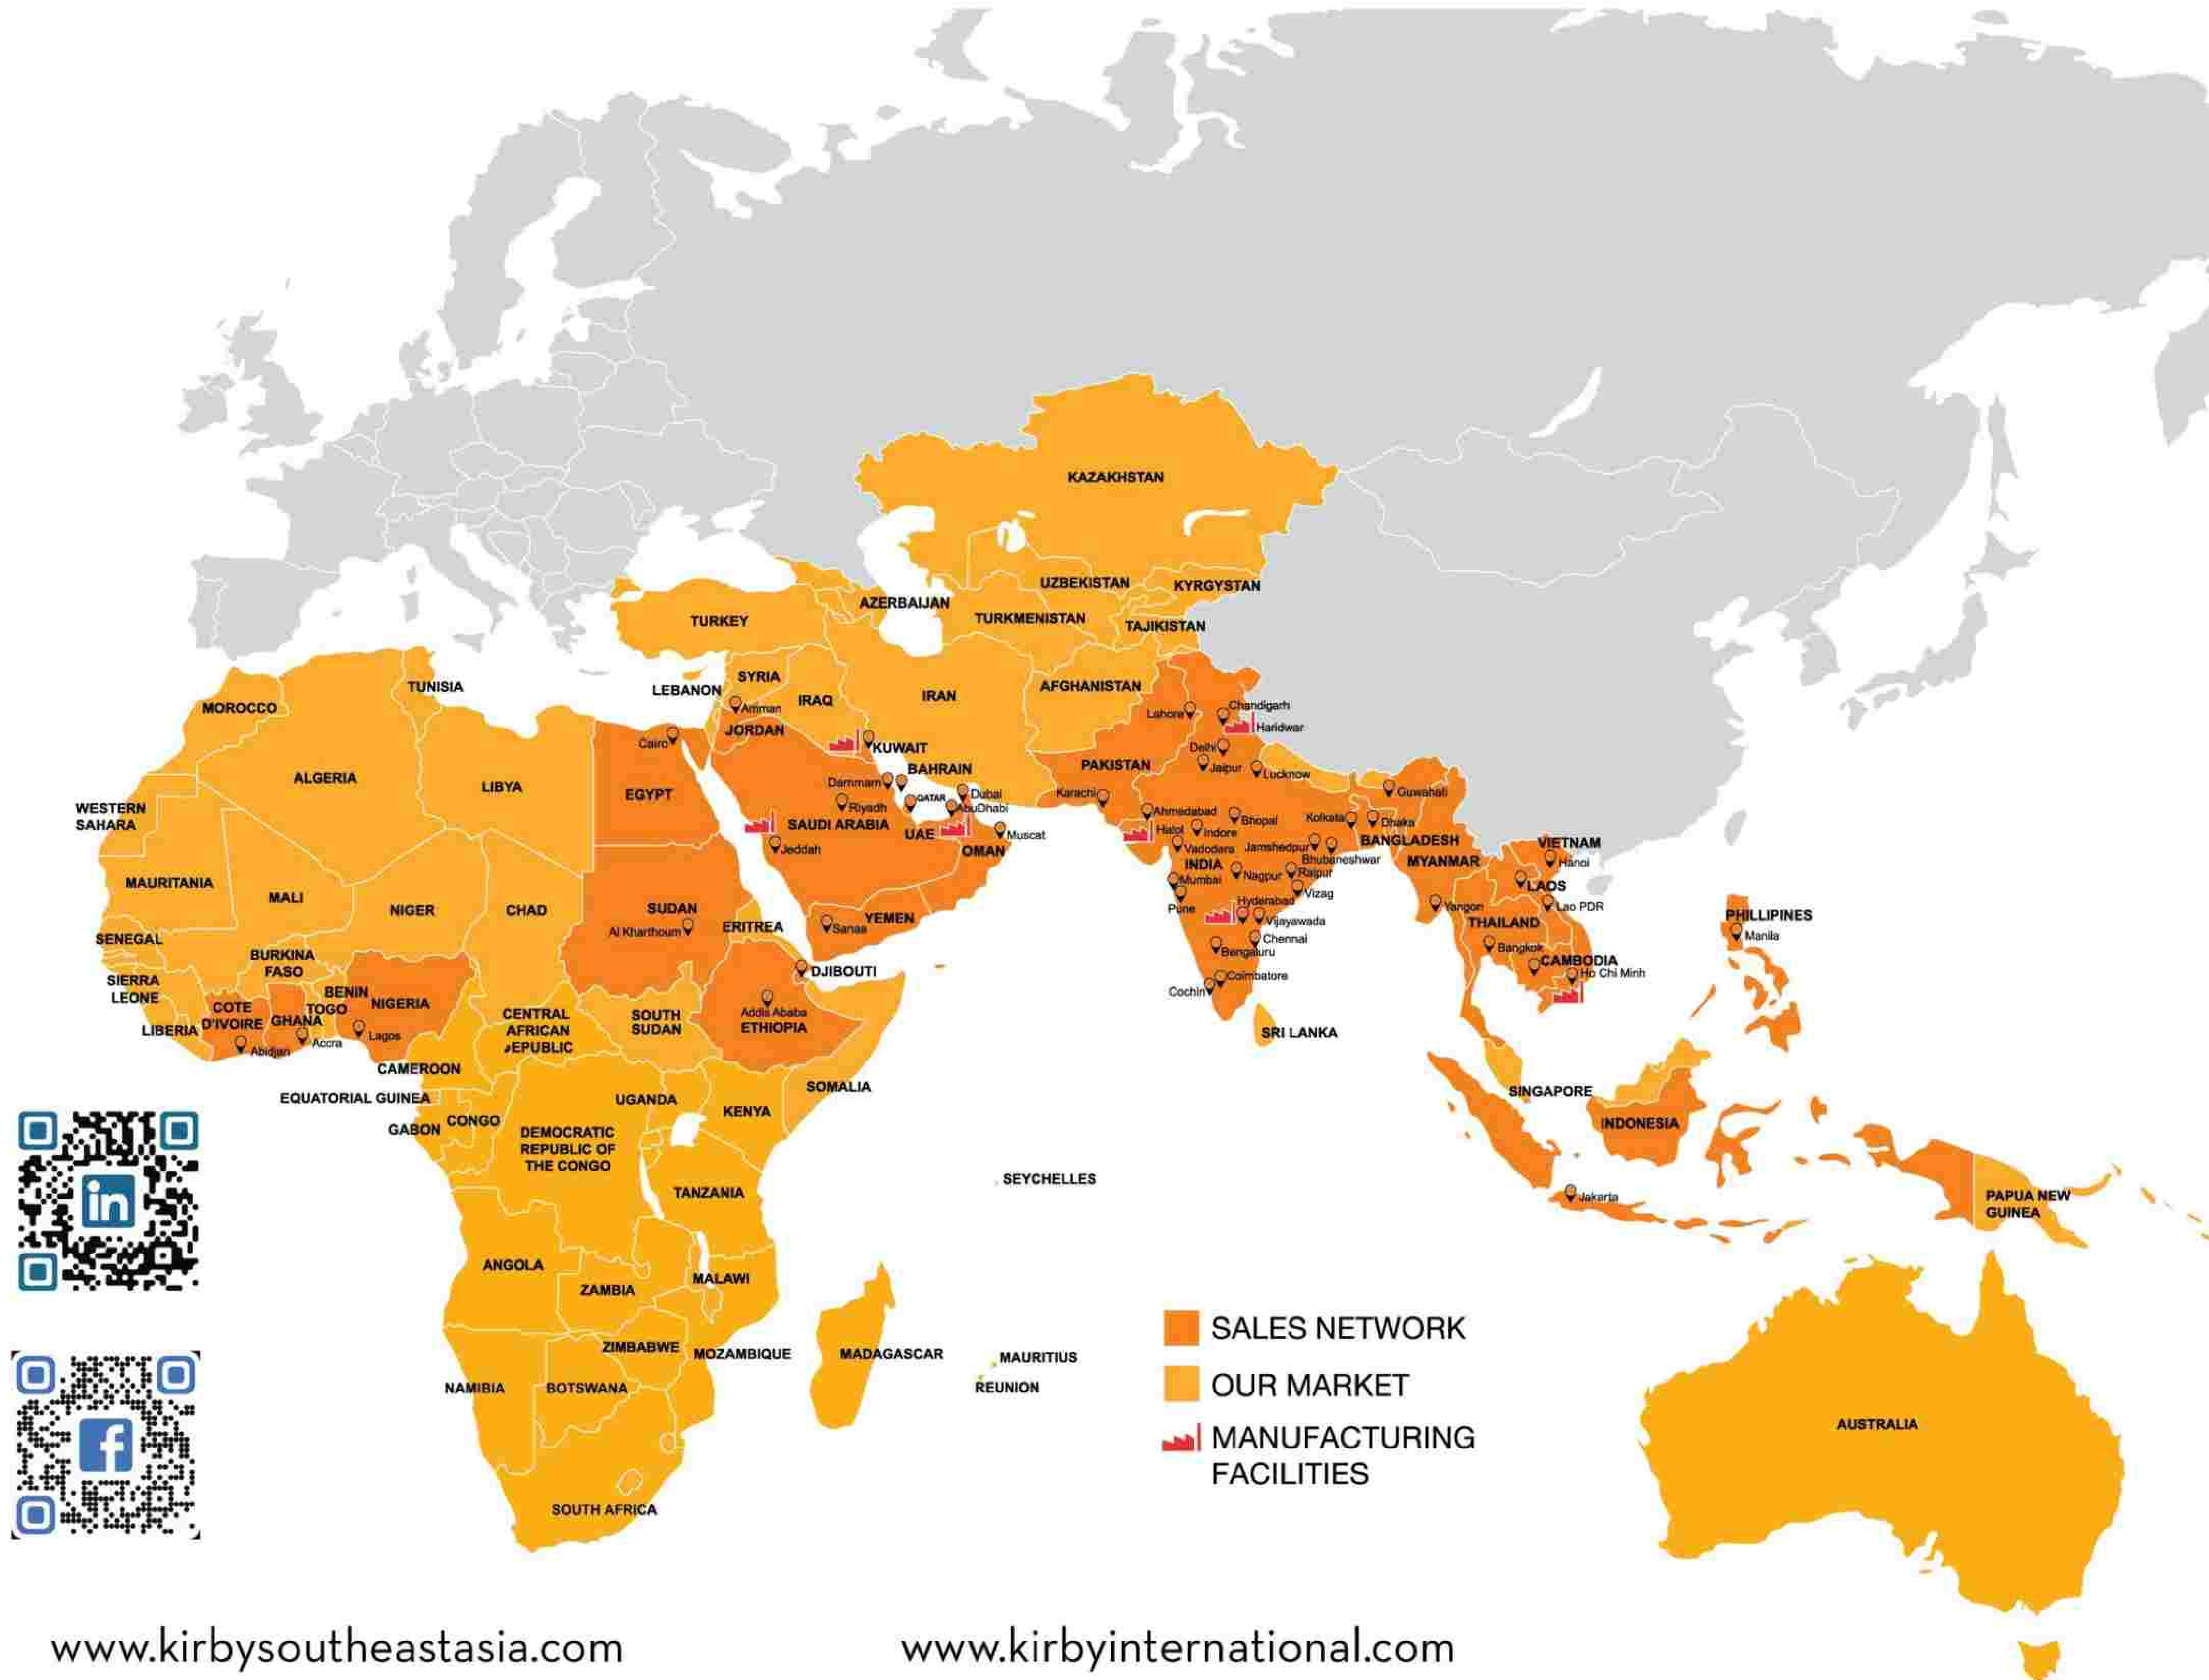 KAZAKHSTAN
UZBEKISTAN
KYRGYSTAN
AZERBAIJAN
TURKMENISTAN
TAJIKISTAN
TURKEY
SYRIA
LEBANON
IRAQ
IRAN
AFGHANISTAN
TUNISIA
MOROCCO
Amman
JORDAN
Cairo
KUWAIT
BAHRAIN
Lahore
Chandigarh
Haridwar
Delhi
Jaipur
Lucknow
PAKISTAN
Karachi
ALGERIA
LIBYA
EGYPT
Dammam
Riyadh
QATAR
Dubai
AbuDhabi
SAUDI ARABIA
UAE
Muscat
OMAN
Jeddah
WESTERN
SAHARA
Guwahati
Ahmedabad
Bhopal
Kolkata
Dhaka
Halol
Indore
BANGLADESH
Vadodara
Jamshedpur
Bhubaneshwar
INDIA
Mumbai
Nagpur
Raipur
Pune
Vizag
Hyderabad
Vijayawada
Chennai
Bengaluru
Coimbatore
Cochin
MYANMAR
VIETNAM
Hanoi
LAOS
Lao PDR
Yangon
THAILAND
Bangkok
CAMBODIA
Ho Chi Minh
PHILLIPINES
Manila
MAURITANIA
MALI
NIGER
CHAD
SUDAN
Al Kharthoum
ERITREA
YEMEN
Sanaa
DJIBOUTI
SENEGAL
BURKINA
FASO
SIERRA
LEONE
COTE
D'IVOIRE
GHANA
TOGO
BENIN
NIGERIA
LIBERIA
Abidjan
Accra
Lagos
CENTRAL
AFRICAN
REPUBLIC
SOUTH
SUDAN
Addis Ababa
ETHIOPIA
SRI LANKA
CAMEROON
EQUATORIAL GUINEA
GABON
CONGO
UGANDA
KENYA
SOMALIA
DEMOCRATIC
REPUBLIC OF
THE CONGO
SINGAPORE
INDONESIA
Jakarta
PAPUA NEW
GUINEA
in
SEYCHELLES
TANZANIA
ANGOLA
ZAMBIA
MALAWI
ZIMBABWE
MOZAMBIQUE
MADAGASCAR
MAURITIUS
REUNION
NAMIBIA
BOTSWANA
SOUTH AFRICA
AUSTRALIA
SALES NETWORK
OUR MARKET
MANUFACTURING
FACILITIES
f
www.kirbysoutheastasia.com
www.kirbyinternational.com